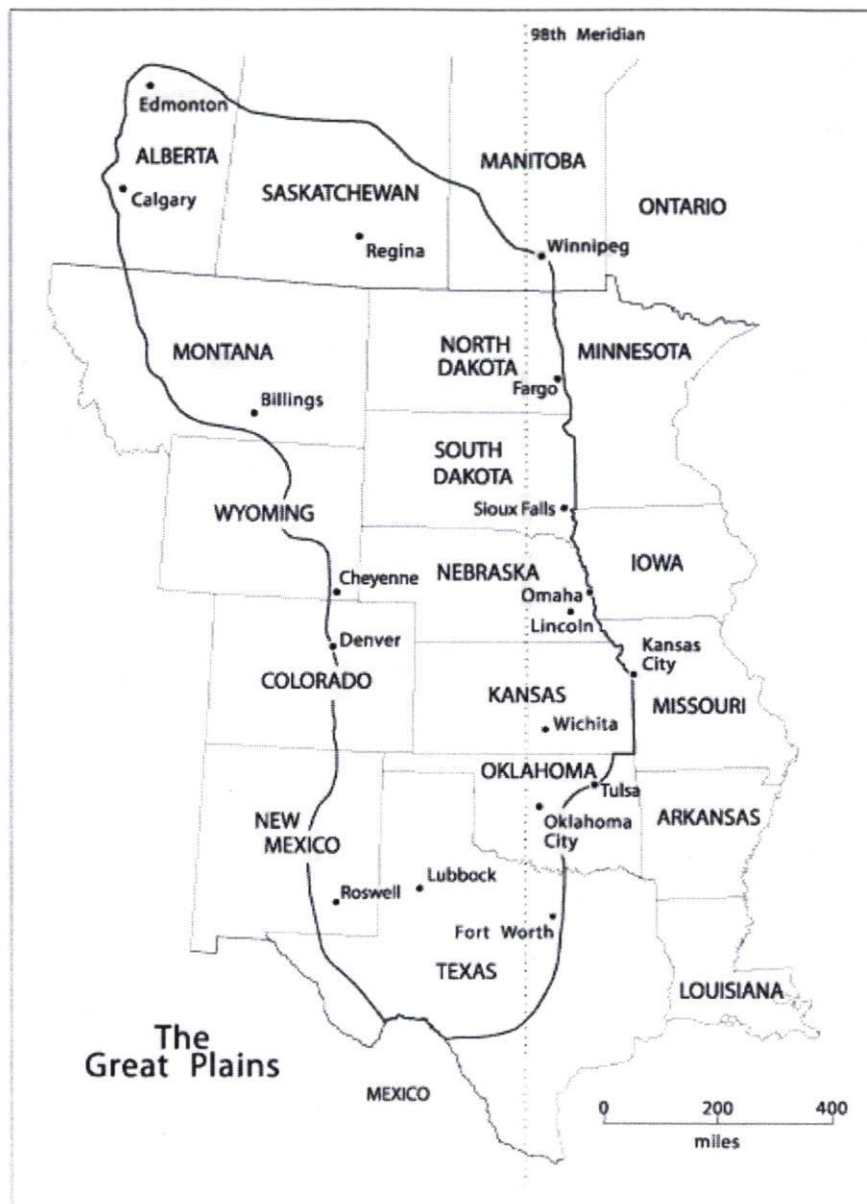 98th Meridian
Edmonton
ALBERTA
MANITOBA
Calgary
SASKATCHEWAN
ONTARIO
Regina
Winnipeg
NORTH
DAKOTA
MINNESOTA
MONTANA
Fargo
Billings
SOUTH
DAKOTA
Sioux Falls
WYOMING
IOWA
NEBRASKA
Cheyenne
Omaha
Lincoln
Denver
Kansas
City
COLORADO
KANSAS
MISSOURI
Wichita
OKLAHOMA
Tulsa
NEW
MEXICO
Oklahoma
City
ARKANSAS
Lubbock
Roswell
Fort Worth
TEXAS
LOUISIANA
The
Great Plains
MEXICO
0 200 400
miles